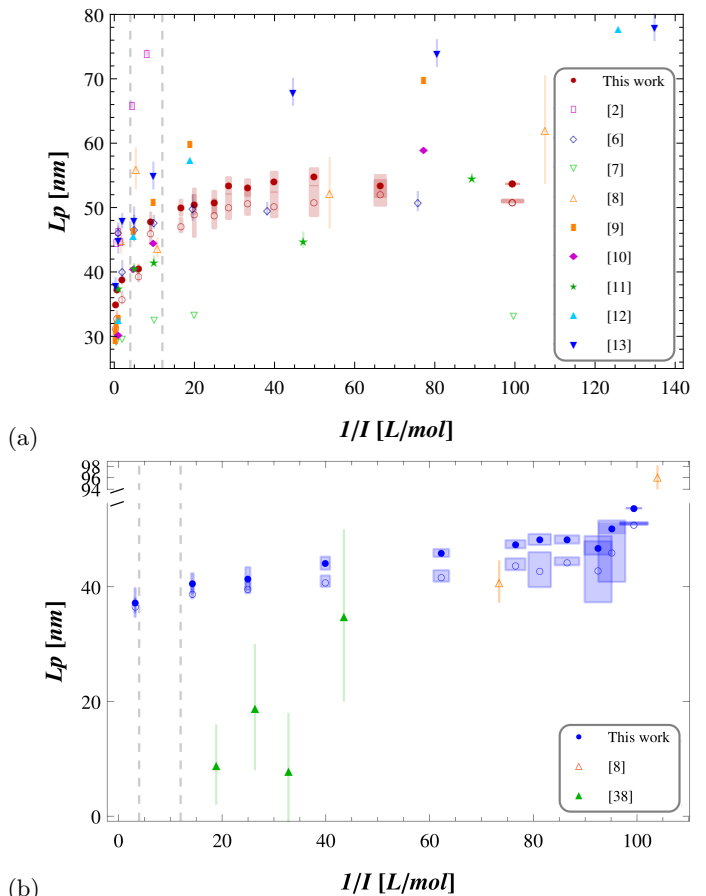 80
70
60
50
40
30
Lp [nm]
0 20 40 60 80 100 120 140
1/I [L/mol]
This work
[2]
[6]
[7]
[8]
[9]
[10]
[11]
[12]
[13]
(a)
98
96
94
40
20
0
Lp [nm]
0 20 40 60 80 100
1/I [L/mol]
This work
[8]
[38]
(b)